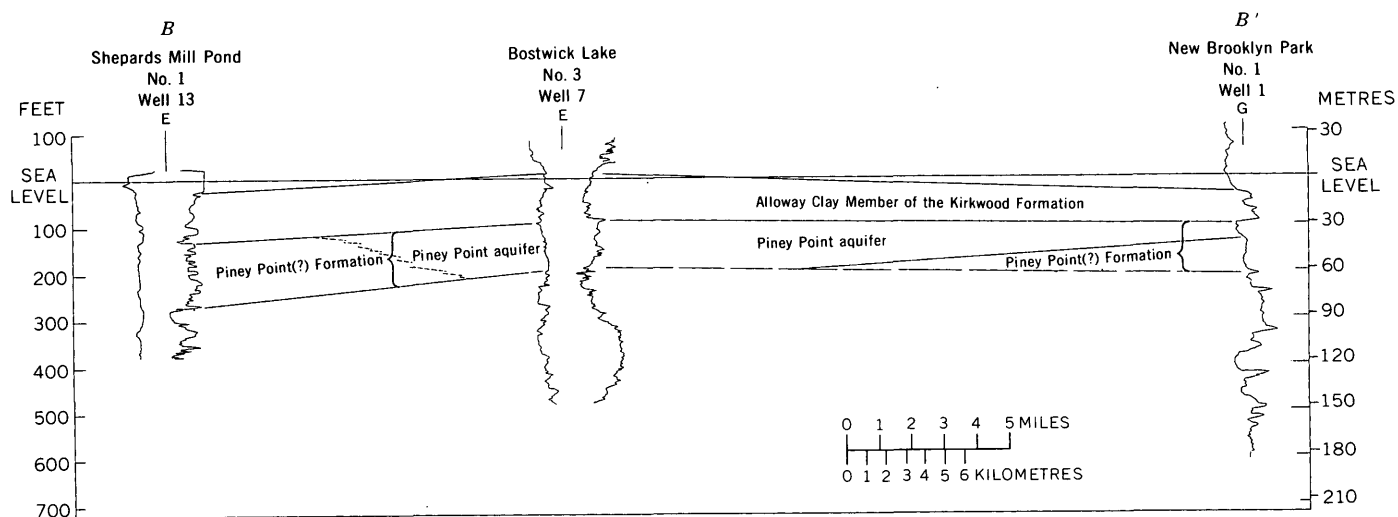 B
Shepards Mill Pond
No. 1
Well 13
E
Bostwick Lake
No. 3
Well 7
E
B'
New Brooklyn Park
No. 1
Well 1
G
FEET
100
SEA
LEVEL
100
200
300
400
500
600
700
METRES
30
SEA
LEVEL
30
60
90
120
150
180
210
Alloway Clay Member of the Kirkwood Formation
Piney Point(?) Formation
Piney Point aquifer
Piney Point aquifer
Piney Point(?) Formation
0 1 2 3 4 5 MILES
0 1 2 3 4 5 6 KILOMETRES